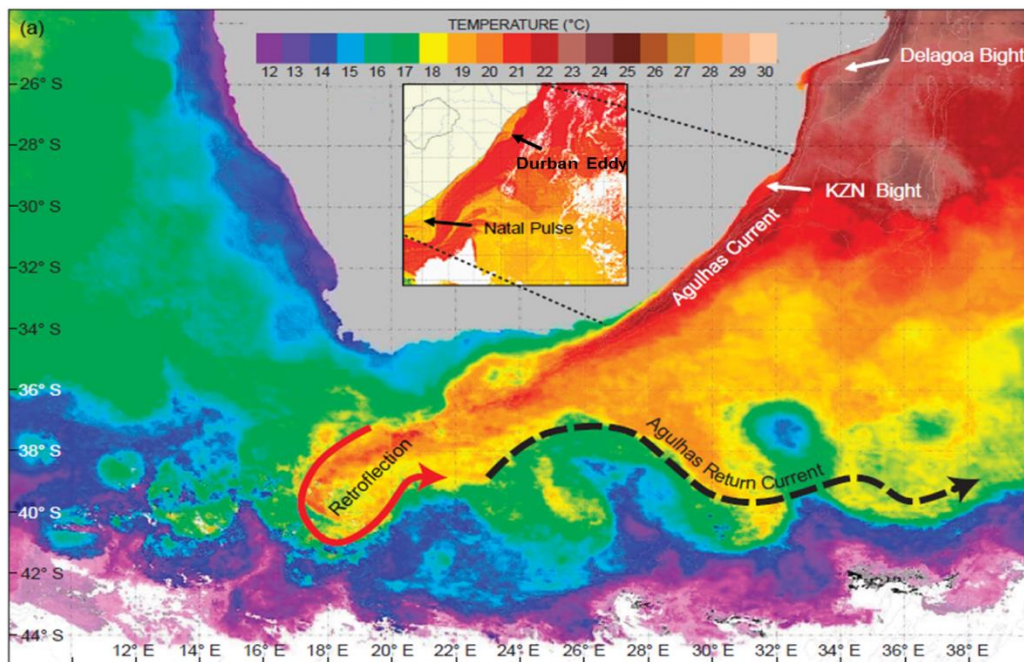 (a)
TEMPERATURE (°C)
12 13 14 15 16 17 18 19 20 21 22 23 24 25 26 27 28 29 30
Delagoa Bight
26° S
Durban Eddy
28° S
KZN Bight
30° S
Natal Pulse
Agulhas Current
32° S
34° S
36° S
38° S
Retroflection
Agulhas Return Current
40° S
42° S
44° S
12° E 14° E 16° E 18° E 20° E 22° E 24° E 26° E 28° E 30° E 32° E 34° E 36° E 38° E